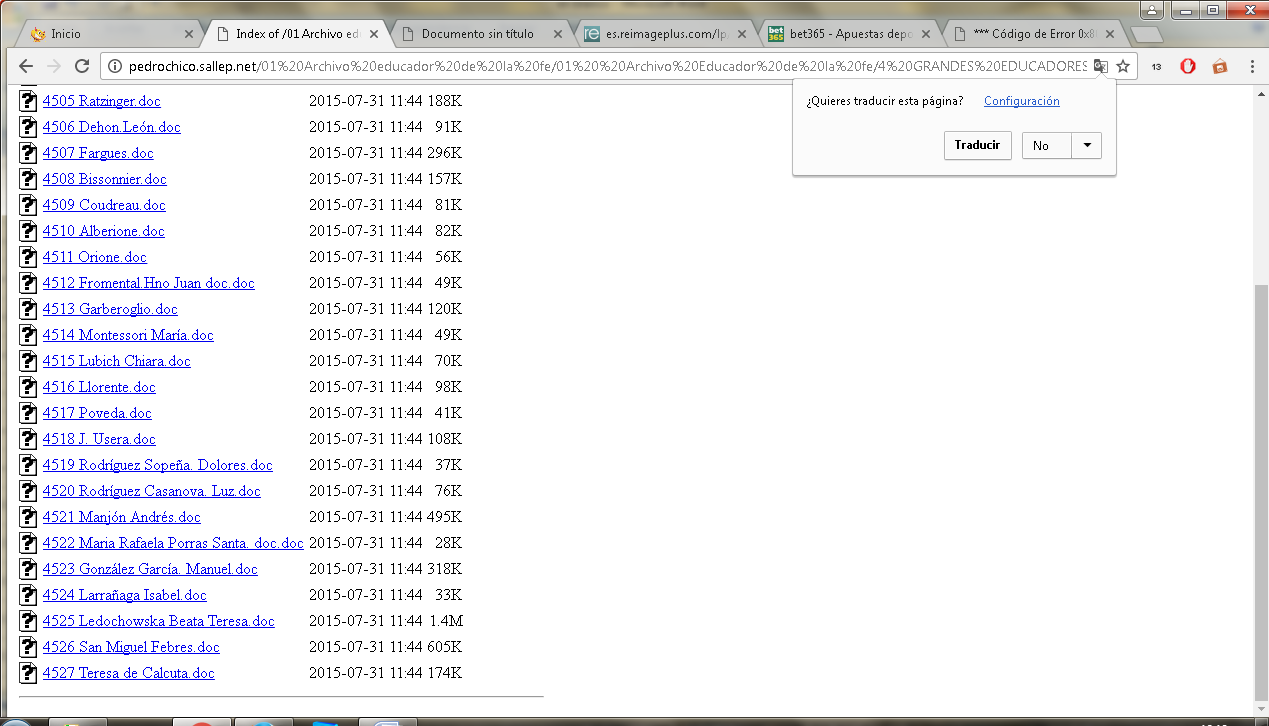 Inicio
Index of /01 Archivo edu
Documento sin título
es.reimageplus.com/lp
bet365 - Apuestas depo
*** Código de Error 0x8
pedrochico.sallep.net/01%20Archivo%20educador%20de%20la%20fe/01%20%20Archivo%20Educador%20de%20la%20fe/4%20GRANDES%20EDUCADORES
13
¿Quieres traducir esta página? Configuración
Traducir No
4505 Ratzinger.doc 2015-07-31 11:44 188K
4506 Dehon.León.doc 2015-07-31 11:44 91K
4507 Fargues.doc 2015-07-31 11:44 296K
4508 Bissonnier.doc 2015-07-31 11:44 157K
4509 Coudreau.doc 2015-07-31 11:44 81K
4510 Alberione.doc 2015-07-31 11:44 82K
4511 Orione.doc 2015-07-31 11:44 56K
4512 Fromental.Hno Juan doc.doc 2015-07-31 11:44 49K
4513 Garberoglio.doc 2015-07-31 11:44 120K
4514 Montessori María.doc 2015-07-31 11:44 49K
4515 Lubich Chiara.doc 2015-07-31 11:44 70K
4516 Llorente.doc 2015-07-31 11:44 98K
4517 Poveda.doc 2015-07-31 11:44 41K
4518 J. Usera.doc 2015-07-31 11:44 108K
4519 Rodríguez Sopeña. Dolores.doc 2015-07-31 11:44 37K
4520 Rodríguez Casanova. Luz.doc 2015-07-31 11:44 76K
4521 Manjón Andrés.doc 2015-07-31 11:44 495K
4522 Maria Rafaela Porras Santa. doc.doc 2015-07-31 11:44 28K
4523 González García. Manuel.doc 2015-07-31 11:44 318K
4524 Larrañaga Isabel.doc 2015-07-31 11:44 33K
4525 Ledochowska Beata Teresa.doc 2015-07-31 11:44 1.4M
4526 San Miguel Febres.doc 2015-07-31 11:44 605K
4527 Teresa de Calcuta.doc 2015-07-31 11:44 174K